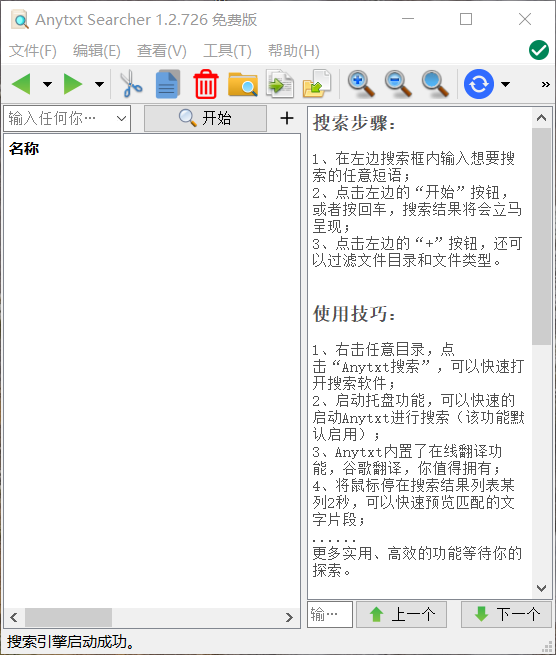 Anytxt Searcher 1.2.726 免费版
文件(F) 编辑(E) 查看(V) 工具(T) 帮助(H)
»
输入任何你… 开始 +
名称
搜索步骤：
1、在左边搜索框内输入想要搜
索的任意短语；
2、点击左边的“开始”按钮，
或者按回车，搜索结果将会立马
呈现；
3、点击左边的“+”按钮，还可
以过滤文件目录和文件类型。
使用技巧：
1、右击任意目录，点
击“Anytxt搜索”，可以快速打
开搜索软件；
2、启动托盘功能，可以快速的
启动Anytxt进行搜索（该功能默
认启用）；
3、Anytxt内置了在线翻译功
能，谷歌翻译，你值得拥有；
4、将鼠标停在搜索结果列表某
列2秒，可以快速预览匹配的文
字片段；
......
更多实用、高效的功能等待你的
探索。
输… 上一个 下一个
搜索引擎启动成功。